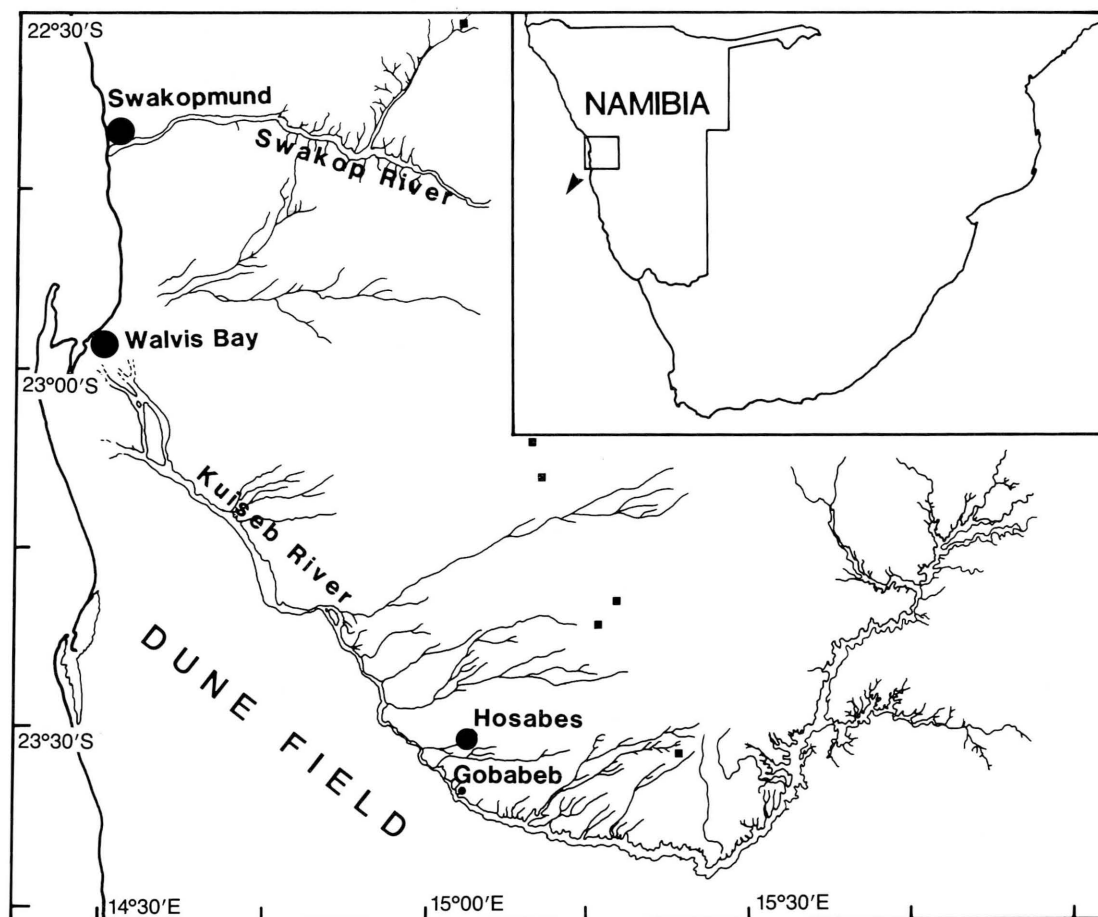 22°30'S
NAMIBIA
Swakopmund
Swakop River
Walvis Bay
23°00'S
Kuiseb River
DUNE FIELD
Hosabes
23°30'S
Gobabeb
14°30'E
15°00'E
15°30'E